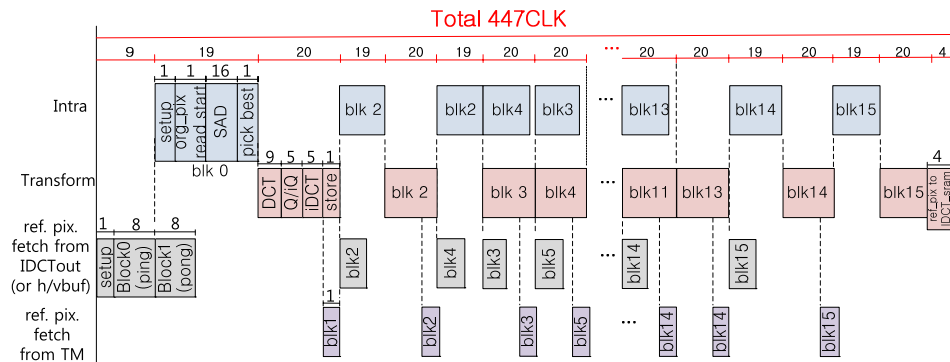 Total 447CLK
9 19 20 19 20 19 20 20 ... 20 20 19 20 19 20 4
1 1 16 1
Intra
setup
org_pix
read_start
SAD
pick best
blk 2 blk2 blk4 blk3 ... blk13 blk14 blk15
blk 0
9 5 5 1
4
Transform
DCT
Q/iQ
iDCT
store
blk 2 blk 3 blk4 ... blk11 blk13 blk14 blk15
ref_pix to
IDCT_sram
ref. pix.
fetch from
IDCTout
(or h/vbuf)
1 8 8
setup
Block0
(ping)
Block1
(pong)
blk2 blk4 blk3 blk5 ... blk14 blk15
1
ref. pix.
fetch
from TM
blk1 blk2 blk3 blk5 ... blk14 blk14 blk15